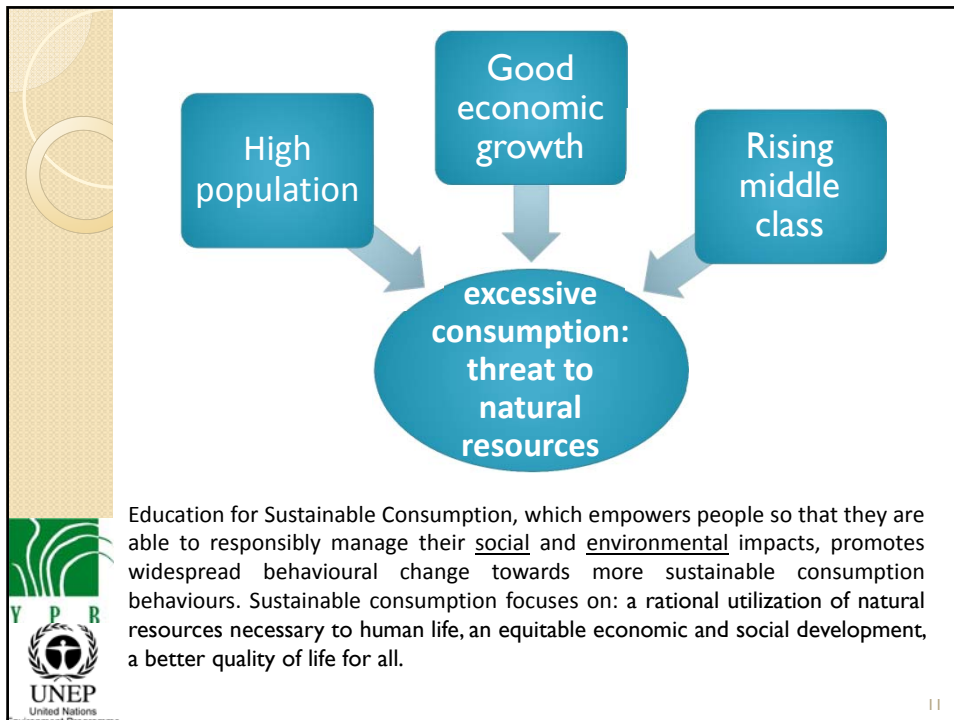 High
population
Good
economic
growth
Rising
middle
class
excessive
consumption:
threat to
natural
resources
Education for Sustainable Consumption, which empowers people so that they are
able to responsibly manage their social and environmental impacts, promotes
widespread behavioural change towards more sustainable consumption
behaviours. Sustainable consumption focuses on: a rational utilization of natural
resources necessary to human life, an equitable economic and social development,
a better quality of life for all.
Y P R
UNEP
United Nations
Environment Programme
11